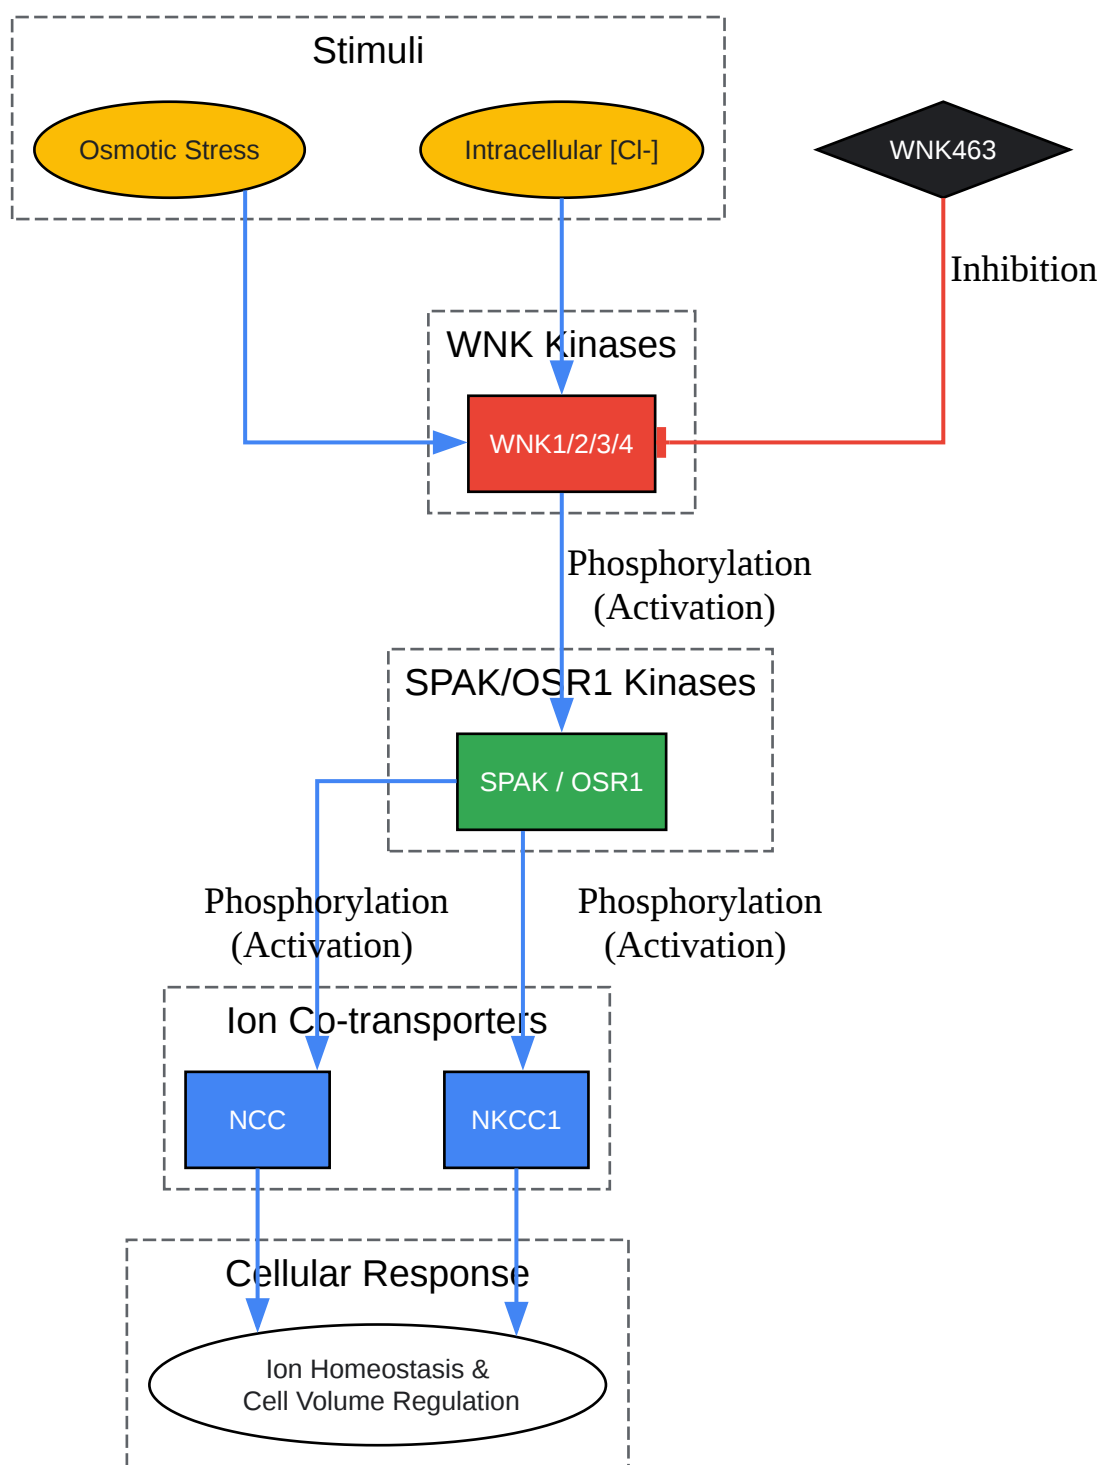 Stimuli
Osmotic Stress
Intracellular [Cl-]
WNK463
Inhibition
WNK Kinases
WNK1/2/3/4
Phosphorylation
(Activation)
SPAK/OSR1 Kinases
SPAK / OSR1
Phosphorylation
(Activation)
Phosphorylation
(Activation)
Ion Co-transporters
NCC
NKCC1
Cellular Response
Ion Homeostasis &
Cell Volume Regulation